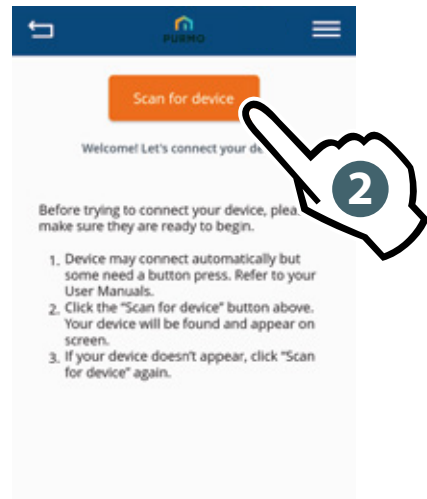 PURMO
Scan for device
Welcome! Let's connect your de
2
Before trying to connect your device, plea
make sure they are ready to begin.
1. Device may connect automatically but
some need a button press. Refer to your
User Manuals.
2. Click the "Scan for device" button above.
Your device will be found and appear on
screen.
3. If your device doesn't appear, click "Scan
for device" again.